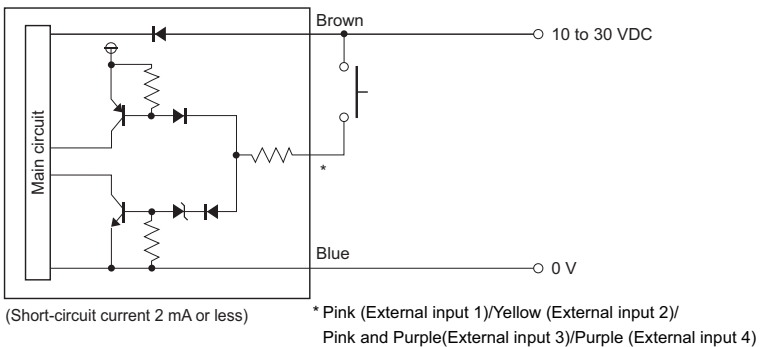 Brown
10 to 30 VDC
Main circuit
*
Blue
0 V
(Short-circuit current 2 mA or less)
* Pink (External input 1)/Yellow (External input 2)/
Pink and Purple(External input 3)/Purple (External input 4)